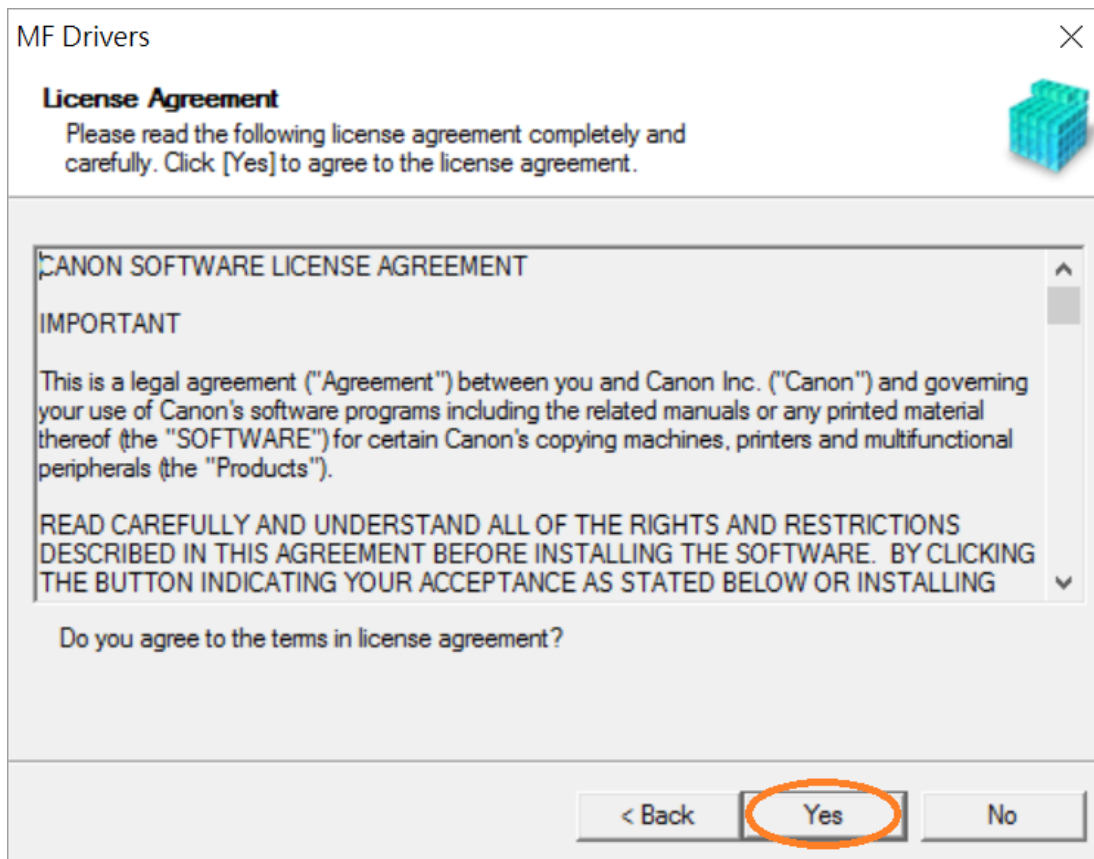 MF Drivers
License Agreement
Please read the following license agreement completely and
carefully. Click [Yes] to agree to the license agreement.
CANON SOFTWARE LICENSE AGREEMENT
IMPORTANT
This is a legal agreement ("Agreement") between you and Canon Inc. ("Canon") and governing
your use of Canon's software programs including the related manuals or any printed material
thereof (the "SOFTWARE") for certain Canon's copying machines, printers and multifunctional
peripherals (the "Products").
READ CAREFULLY AND UNDERSTAND ALL OF THE RIGHTS AND RESTRICTIONS
DESCRIBED IN THIS AGREEMENT BEFORE INSTALLING THE SOFTWARE.  BY CLICKING
THE BUTTON INDICATING YOUR ACCEPTANCE AS STATED BELOW OR INSTALLING
Do you agree to the terms in license agreement?
< Back
Yes
No